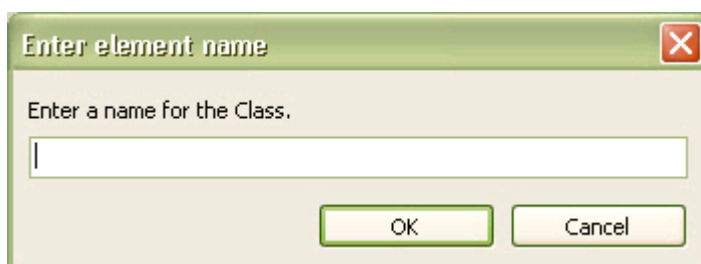 Enter element name
Enter a name for the Class.
OK
Cancel